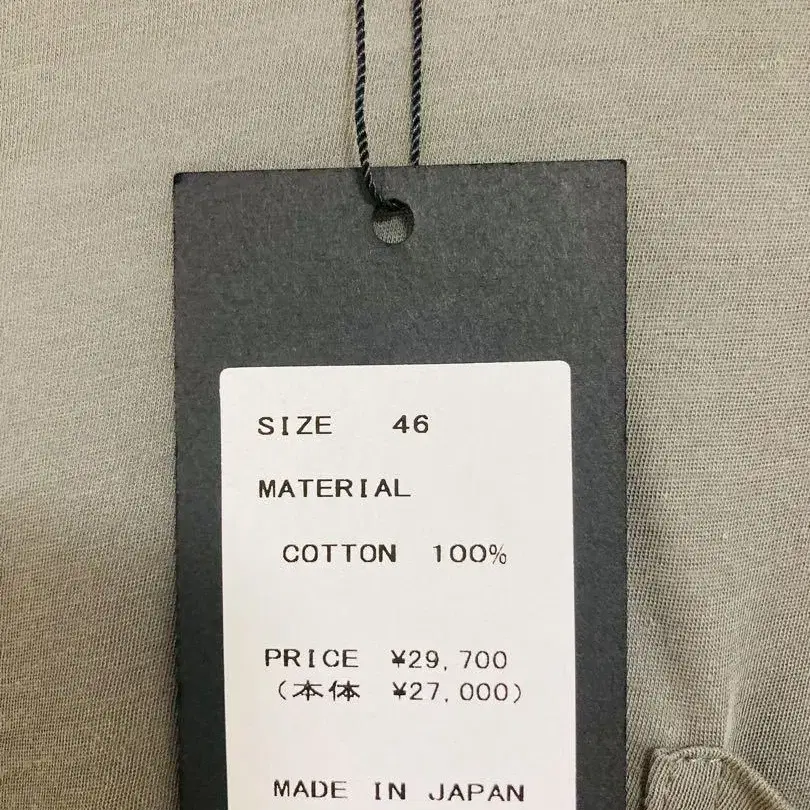 SIZE 46
MATERIAL
COTTON 100%
PRICE ¥29,700
(本体 ¥27,000)
MADE IN JAPAN